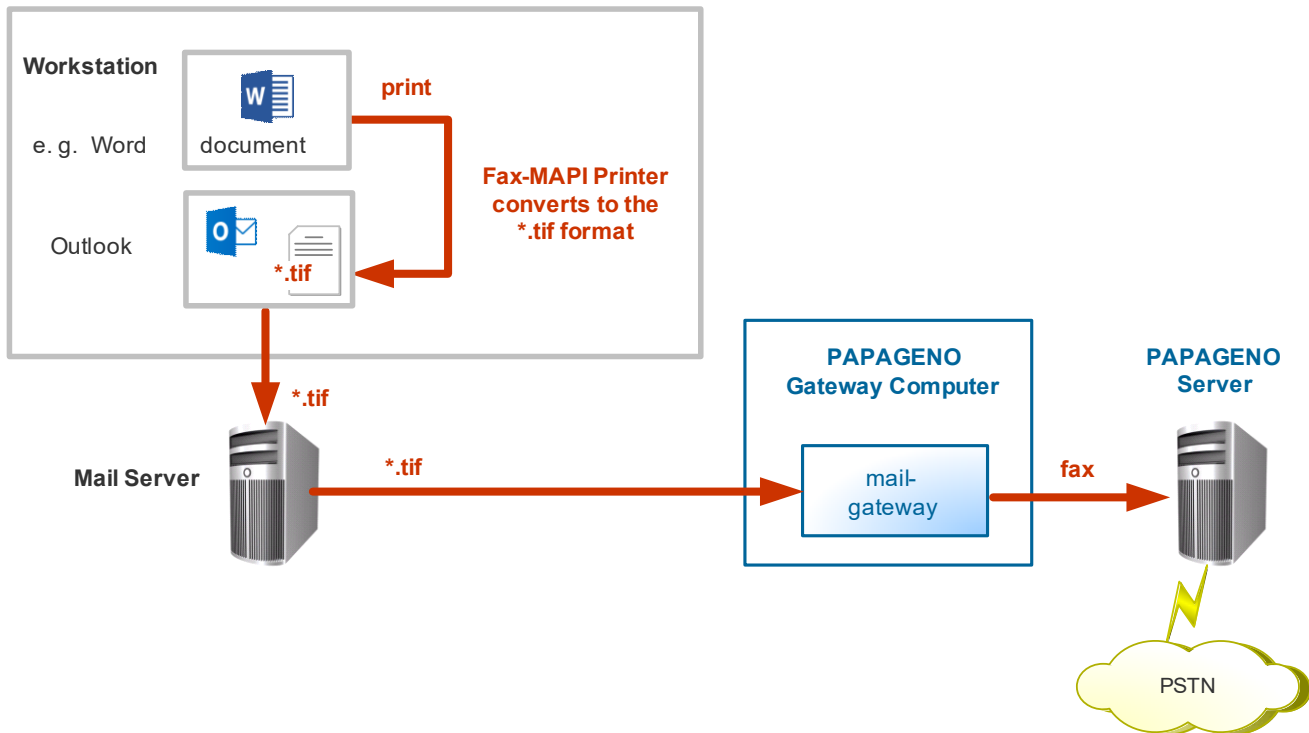 Workstation
print
W
e. g. Word
document
Fax-MAPI Printer
converts to the
*.tif format
Outlook
O
*.tif
*.tif
PAPAGENO
Gateway Computer
PAPAGENO
Server
Mail Server
*.tif
mail-
gateway
fax
PSTN